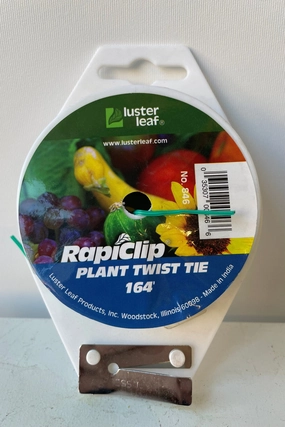 luster
leaf®
www.lusterleaf.com
No. 846
RapiClip
PLANT TWIST TIE
164'
Luster Leaf Products, Inc. Woodstock, Illinois 60098 - Made in India